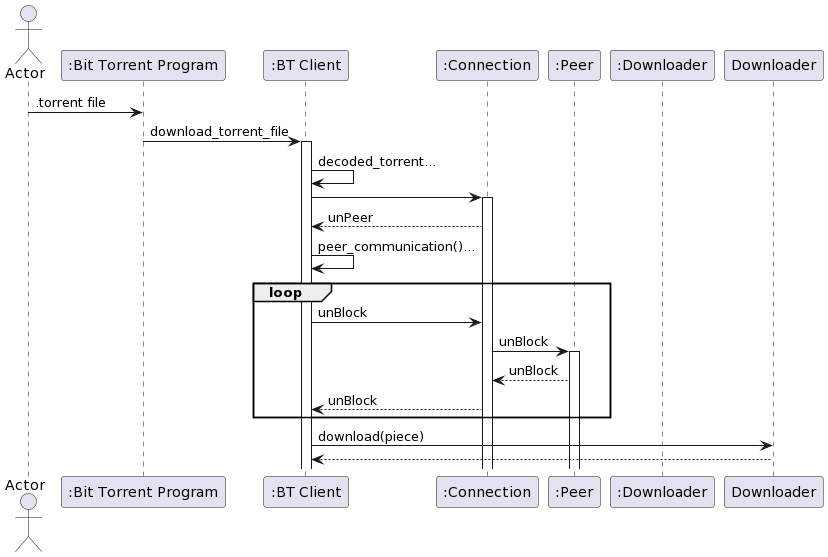 Actor
:Bit Torrent Program
:BT Client
:Connection
:Peer
:Downloader
Downloader
.torrent file
download_torrent_file
decoded_torrent...
unPeer
peer_communication()...
loop
unBlock
unBlock
unBlock
unBlock
download(piece)
Actor
:Bit Torrent Program
:BT Client
:Connection
:Peer
:Downloader
Downloader